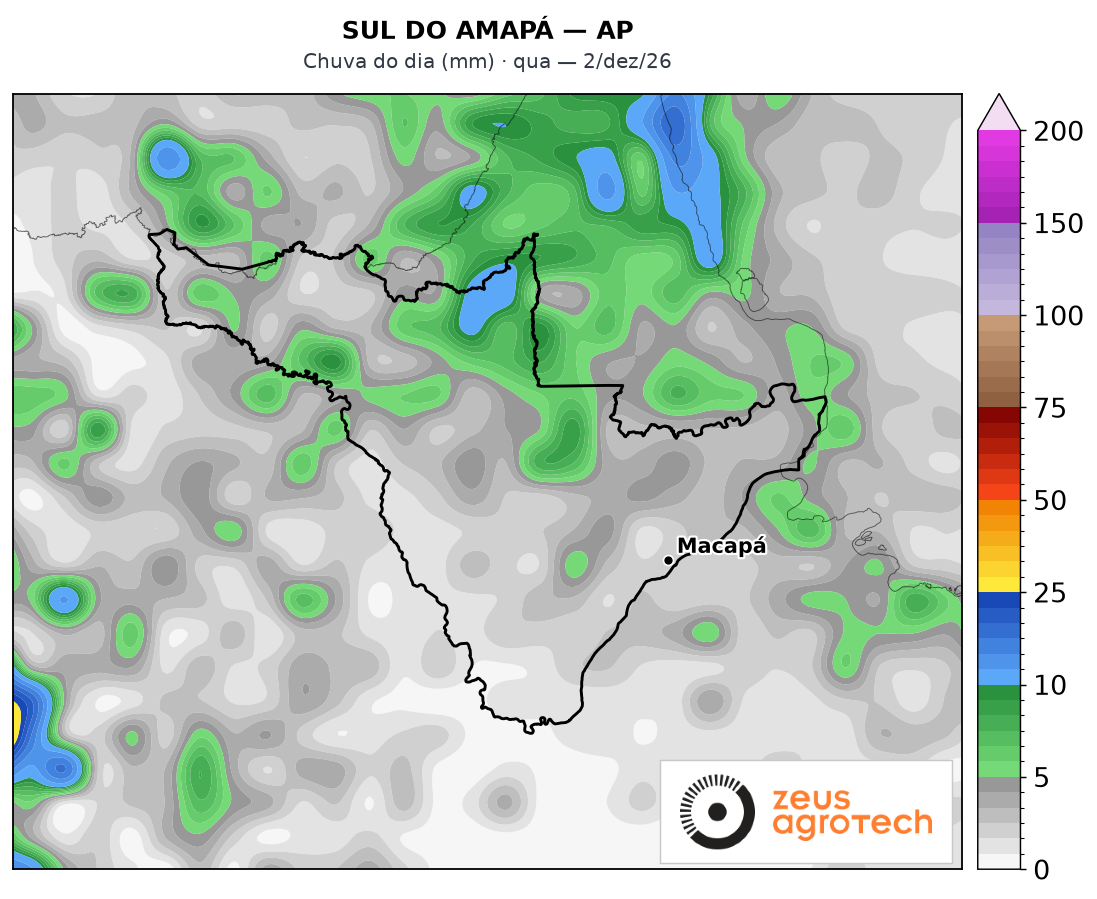 SUL DO AMAPÁ — AP
Chuva do dia (mm) · qua — 2/dez/26
200
150
100
75
50
25
10
5
0
Macapá
zeus
agrotech